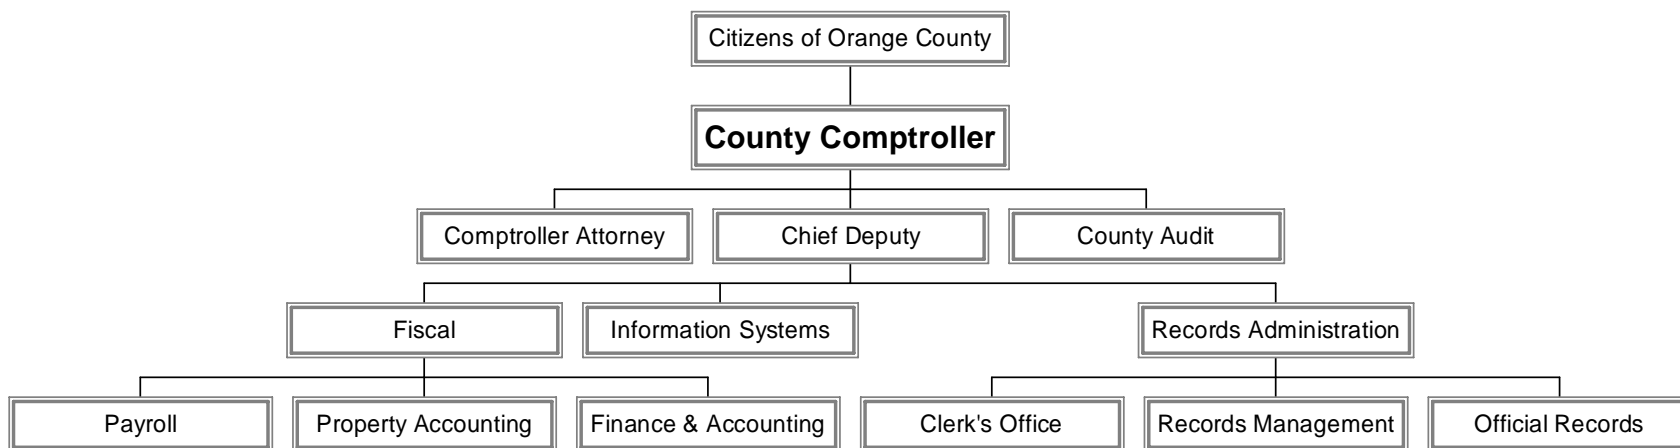 Citizens of Orange County
County Comptroller
Comptroller Attorney
Chief Deputy
County Audit
Fiscal
Information Systems
Records Administration
Payroll
Property Accounting
Finance & Accounting
Clerk's Office
Records Management
Official Records